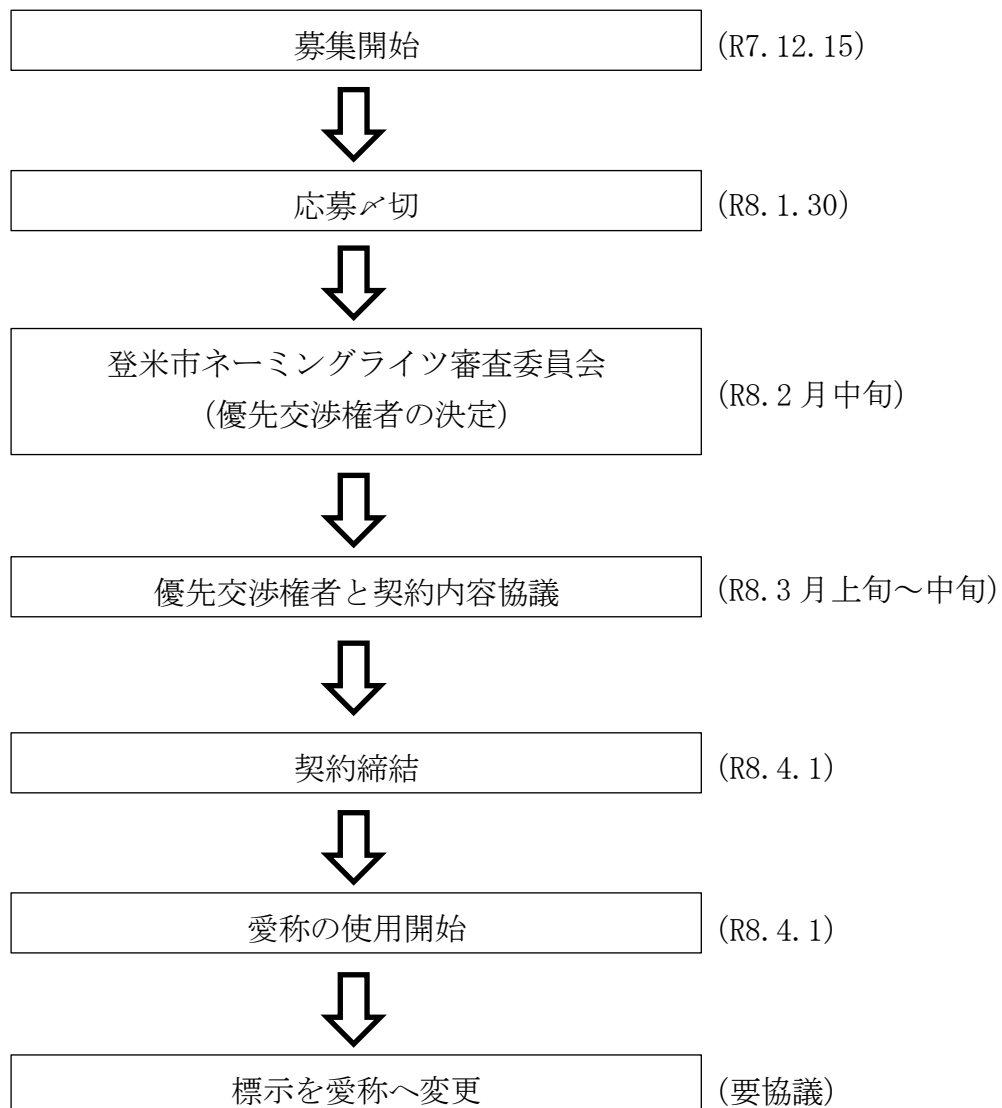 募集開始 (R7.12.15)
応募〆切 (R8.1.30)
登米市ネーミングライツ審査委員会
(優先交渉権者の決定) (R8.2月中旬)
優先交渉権者と契約内容協議 (R8.3月上旬～中旬)
契約締結 (R8.4.1)
愛称の使用開始 (R8.4.1)
標示を愛称へ変更 (要協議)